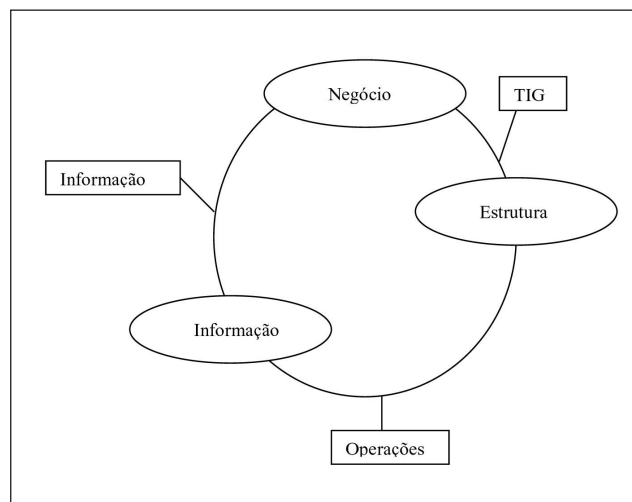 Negócio
TIG
Informação
Estrutura
Informação
Operações